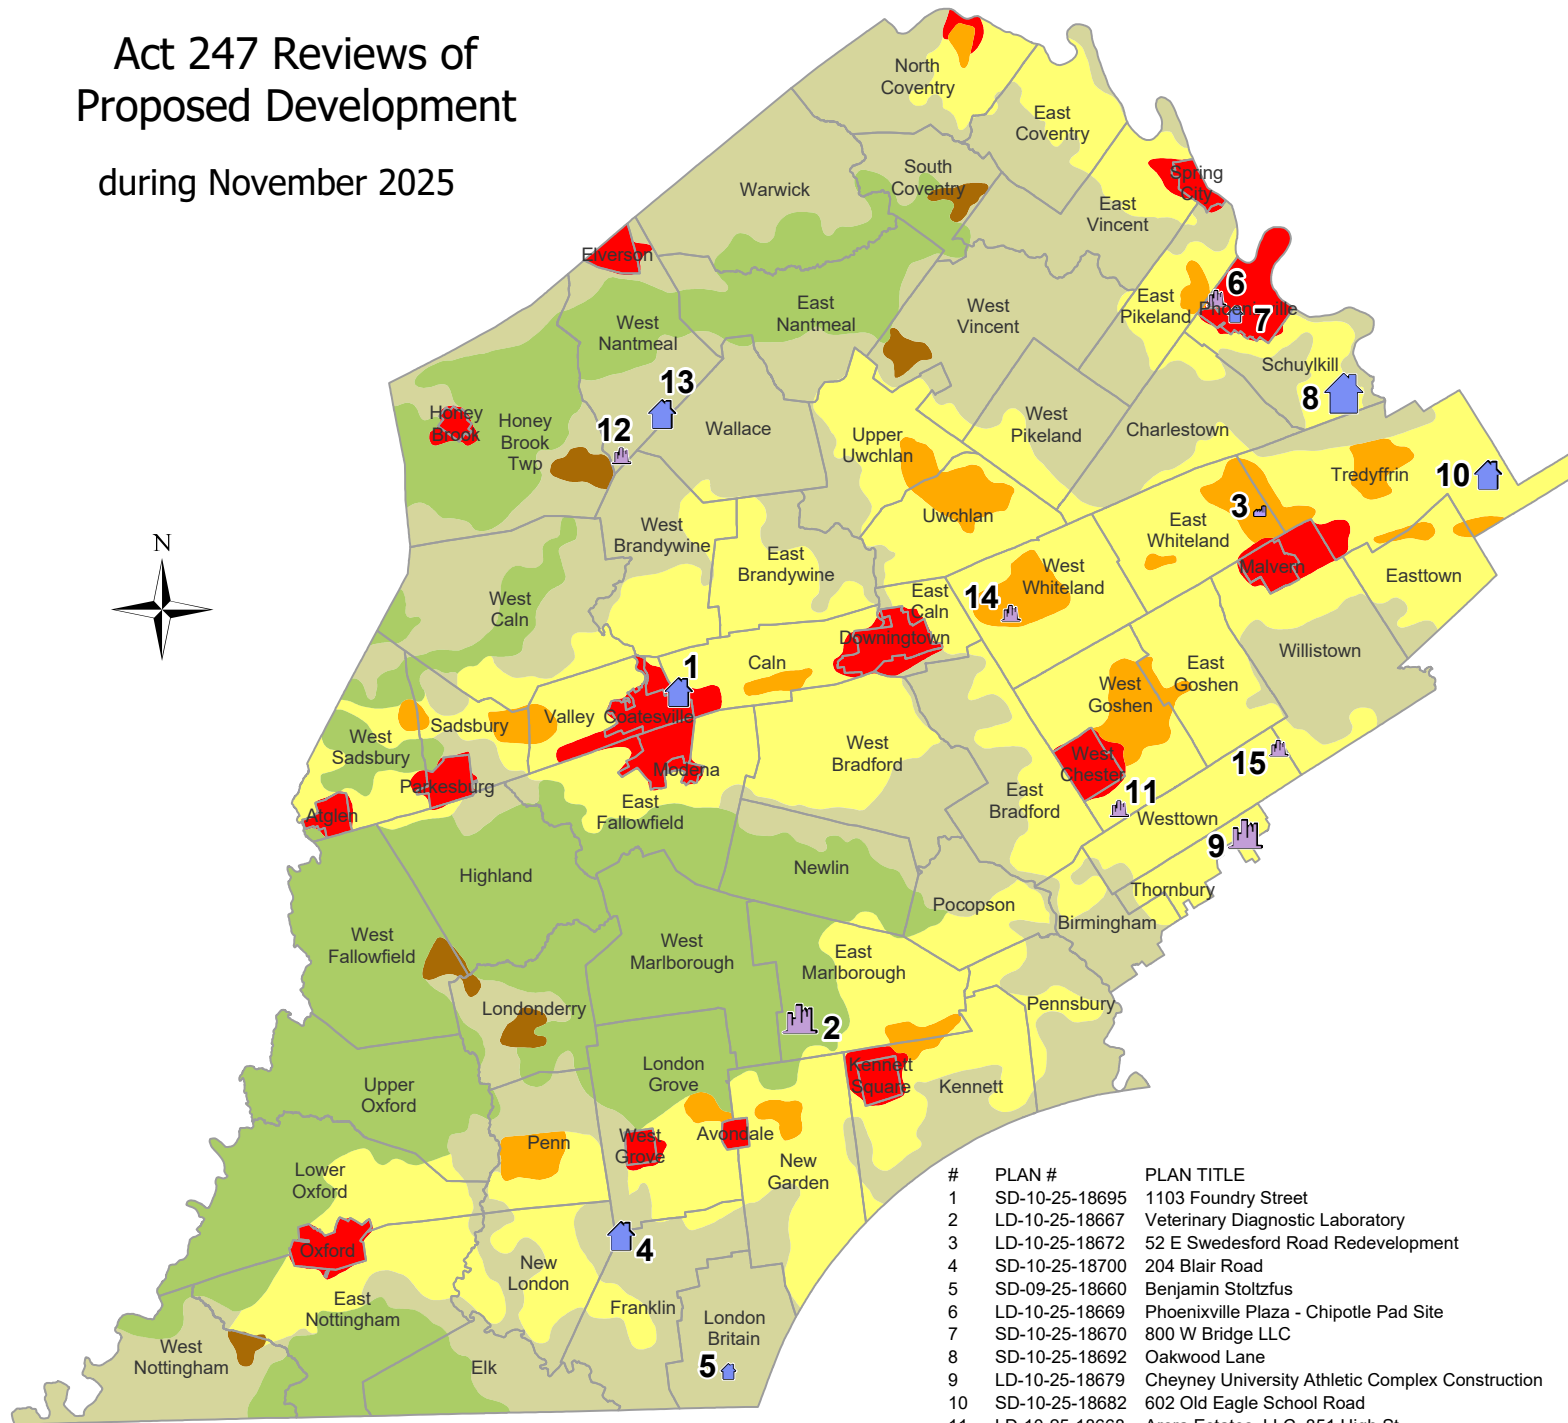 Act 247 Reviews of
Proposed Development
during November 2025
North
Coventry
East
Coventry
South
Coventry
Warwick
Spring
City
East
Vincent
Elverson
6
East
Pikeland
Phoenixville
7
East
Nantmeal
West
Vincent
West
Nantmeal
Schuylkill
8
13
Honey
Brook
Honey
Brook
Twp
12
Wallace
Upper
Uwchlan
West
Pikeland
Charlestown
Tredyffrin
10
3
Uwchlan
East
Whiteland
West
Brandywine
East
Brandywine
N
West
Whiteland
Malvern
Easttown
14
East
Caln
West
Caln
Downingtown
Willistown
1
Caln
East
Goshen
West
Goshen
Valley
Coatesville
Sadsbury
West
Sadsbury
West
Bradford
West
Chester
15
Modena
Parkesburg
11
East
Bradford
Westtown
Atglen
East
Fallowfield
9
Newlin
Highland
Thornbury
Pocopson
Birmingham
West
Fallowfield
West
Marlborough
East
Marlborough
Pennsbury
Londonderry
2
London
Grove
Kennett
Square
Kennett
Upper
Oxford
Penn
West
Grove
Avondale
New
Garden
Lower
Oxford
Oxford
4
New
London
East
Nottingham
Franklin
London
Britain
West
Nottingham
Elk
5
# PLAN # PLAN TITLE
1 SD-10-25-18695 1103 Foundry Street
2 LD-10-25-18667 Veterinary Diagnostic Laboratory
3 LD-10-25-18672 52 E Swedesford Road Redevelopment
4 SD-10-25-18700 204 Blair Road
5 SD-09-25-18660 Benjamin Stoltzfus
6 LD-10-25-18669 Phoenixville Plaza - Chipotle Pad Site
7 SD-10-25-18670 800 W Bridge LLC
8 SD-10-25-18692 Oakwood Lane
9 LD-10-25-18679 Cheyney University Athletic Complex Construction
10 SD-10-25-18682 602 Old Eagle School Road